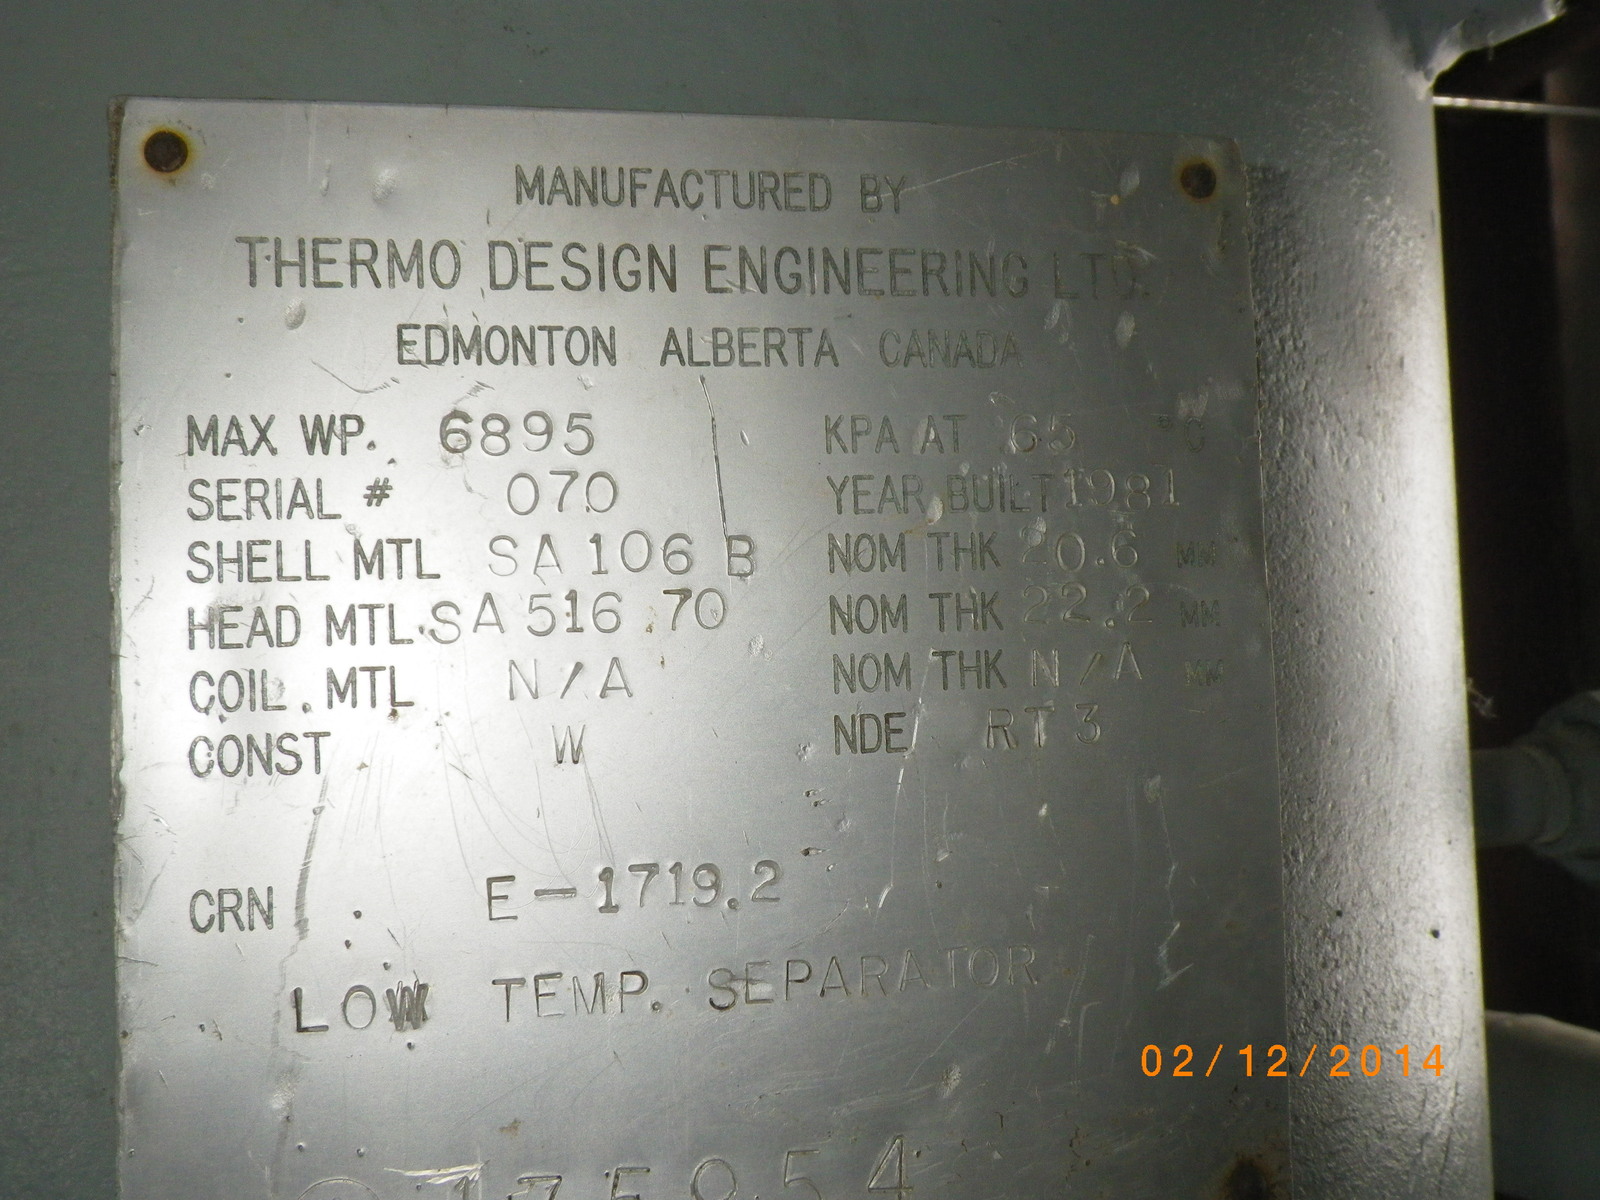 MANUFACTURED BY
THERMO DESIGN ENGINEERING LTD.
EDMONTON ALBERTA CANADA
MAX WP. 6895 KPA AT 65 °C
SERIAL # 070 YEAR BUILT 1981
SHELL MTL SA 106 B NOM THK 20.6 MM
HEAD MTL. SA 516 70 NOM THK 22.2 MM
COIL. MTL N/A NOM THK N/A MM
CONST W NDE RT 3
CRN E-1719.2
LOW TEMP. SEPARATOR
02/12/2014